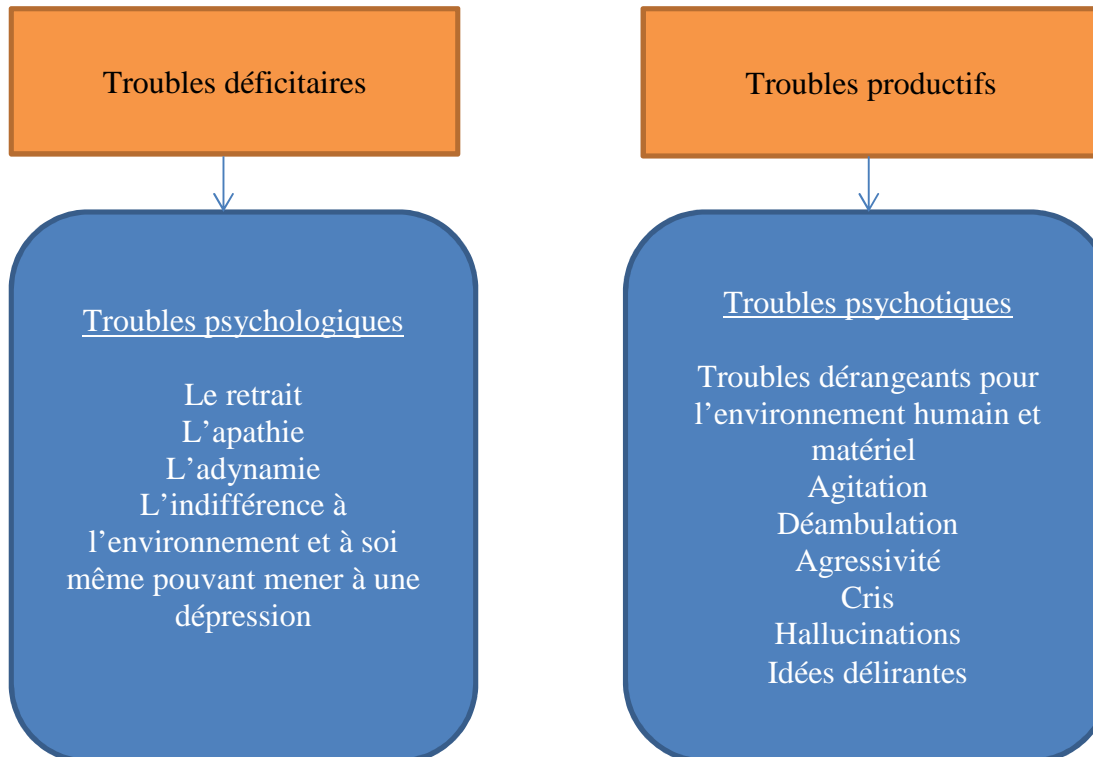 Troubles déficitaires
Troubles productifs
Troubles psychologiques
Le retrait
L’apathie
L’adynamie
L’indifférence à
l’environnement et à soi
même pouvant mener à une
dépression
Troubles psychotiques
Troubles dérangeants pour
l’environnement humain et
matériel
Agitation
Déambulation
Agressivité
Cris
Hallucinations
Idées délirantes